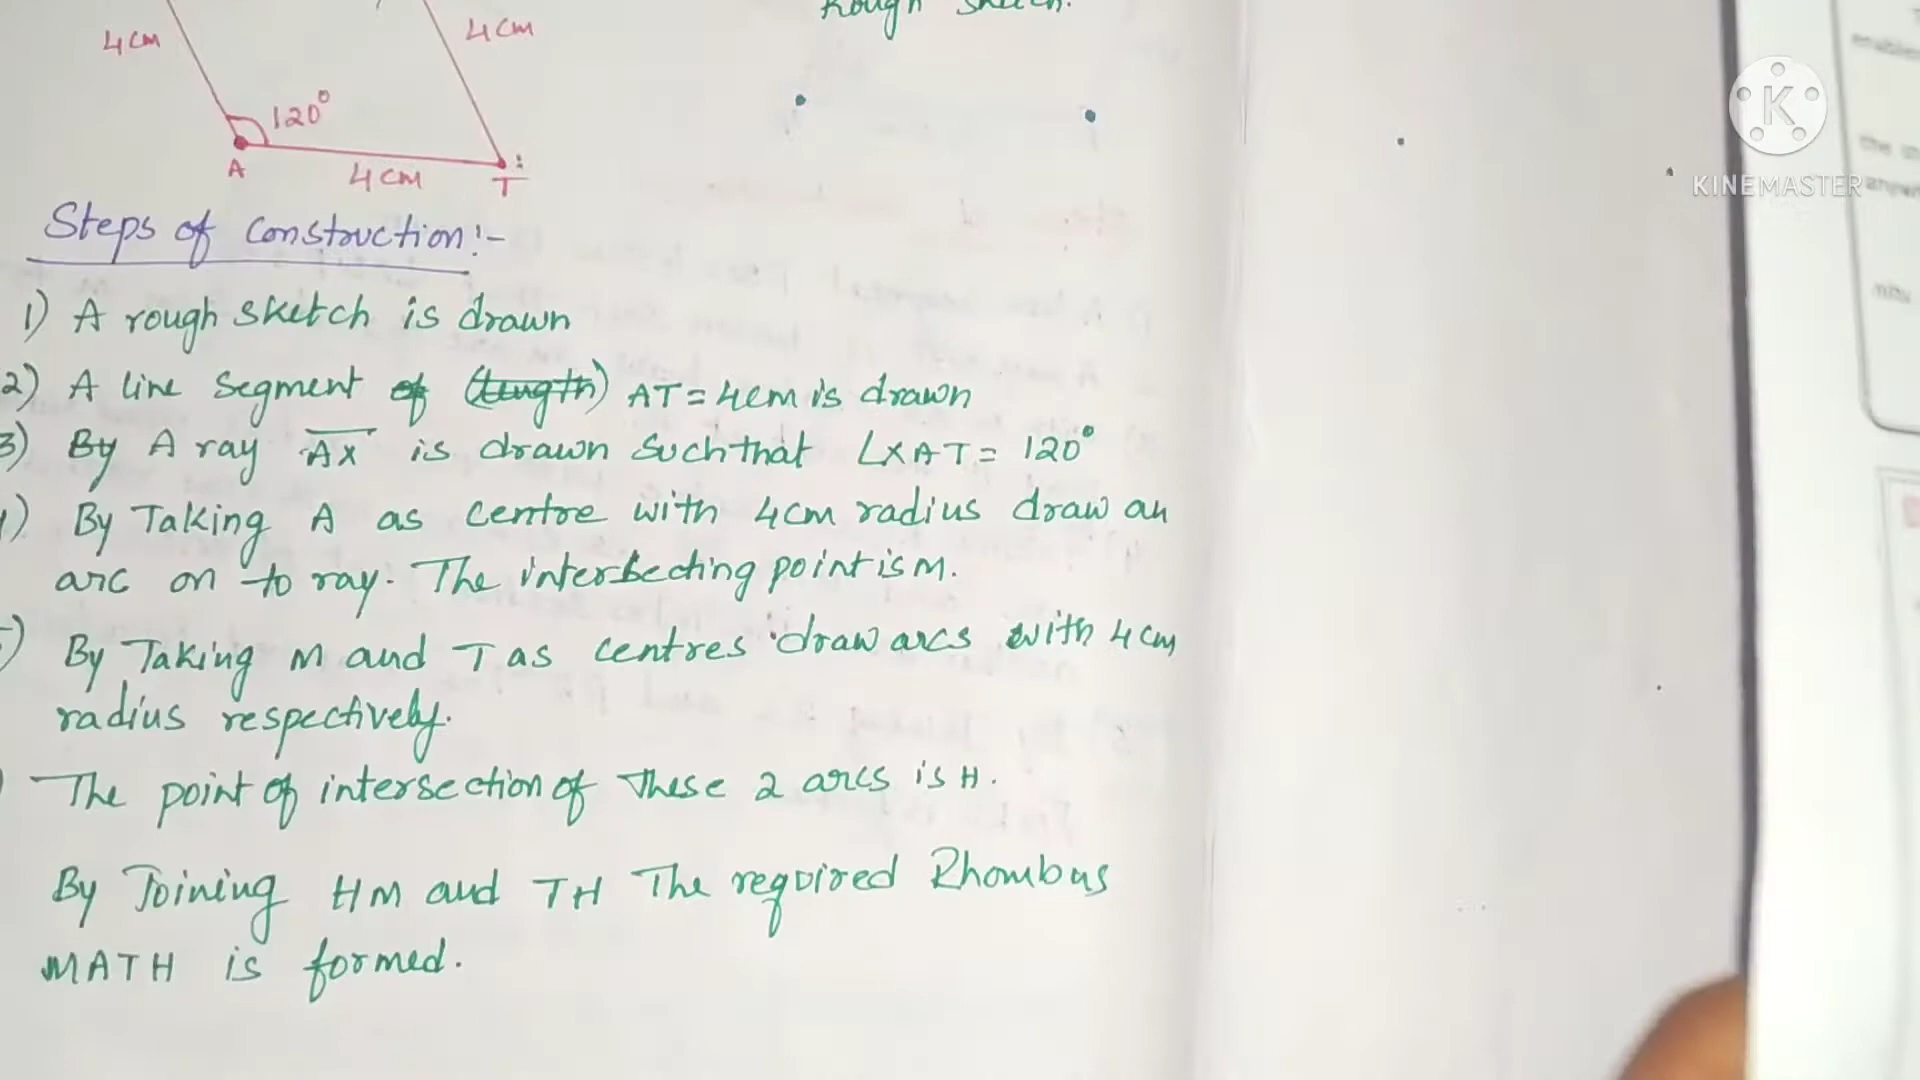 Rough sketch.
4cm
4cm
120°
A
4cm
T
Steps of construction:-
1) A rough sketch is drawn
2) A line segment of (length) AT = 4cm is drawn
3) By A ray AX is drawn such that ∠XAT = 120°
) By Taking A as centre with 4cm radius draw an
arc on to ray. The intersecting point is M.
) By Taking M and T as centres draw arcs with 4cm
radius respectively.
) The point of intersection of These 2 arcs is H.
By Joining HM and TH The required Rhombus
MATH is formed.
K
KINEMASTER